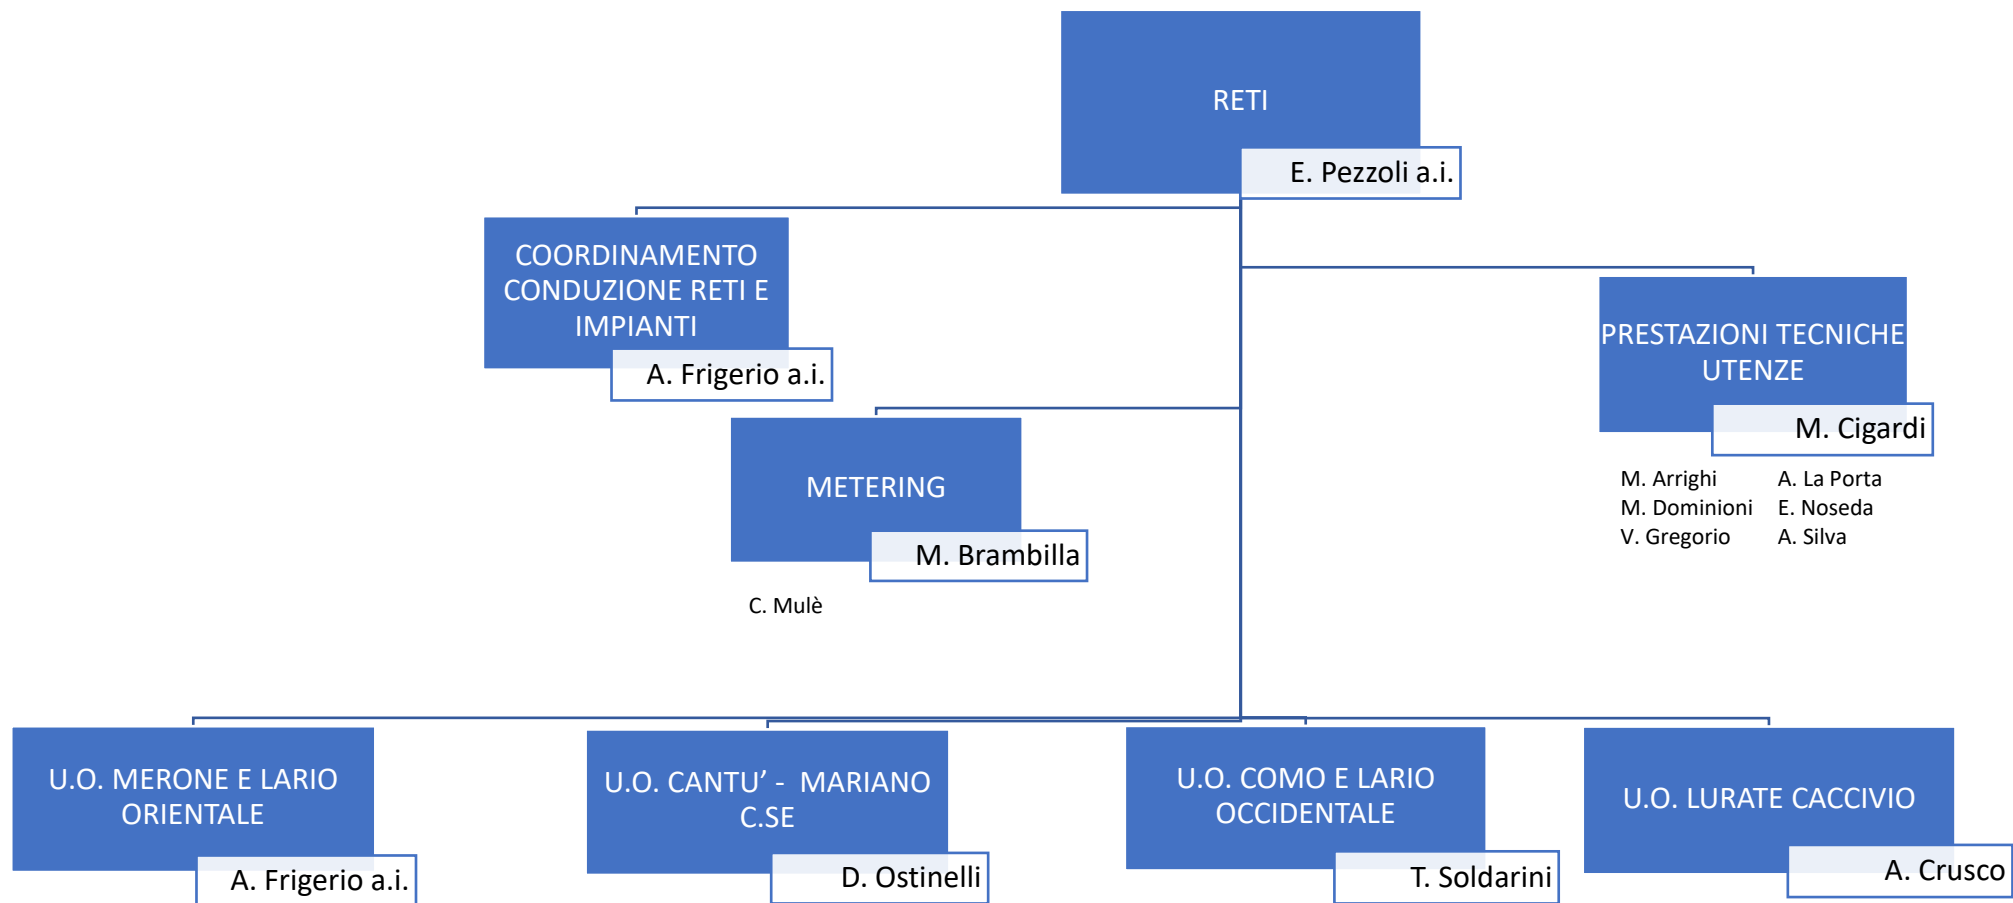 RETI
E. Pezzoli a.i.
COORDINAMENTO
CONDUZIONE RETI E
IMPIANTI
A. Frigerio a.i.
PRESTAZIONI TECNICHE
UTENZE
M. Cigardi
M. Arrighi
M. Dominioni
V. Gregorio
A. La Porta
E. Noseda
A. Silva
METERING
M. Brambilla
C. Mulè
U.O. MERONE E LARIO
ORIENTALE
A. Frigerio a.i.
U.O. CANTU’ - MARIANO
C.SE
D. Ostinelli
U.O. COMO E LARIO
OCCIDENTALE
T. Soldarini
U.O. LURATE CACCIVIO
A. Crusco